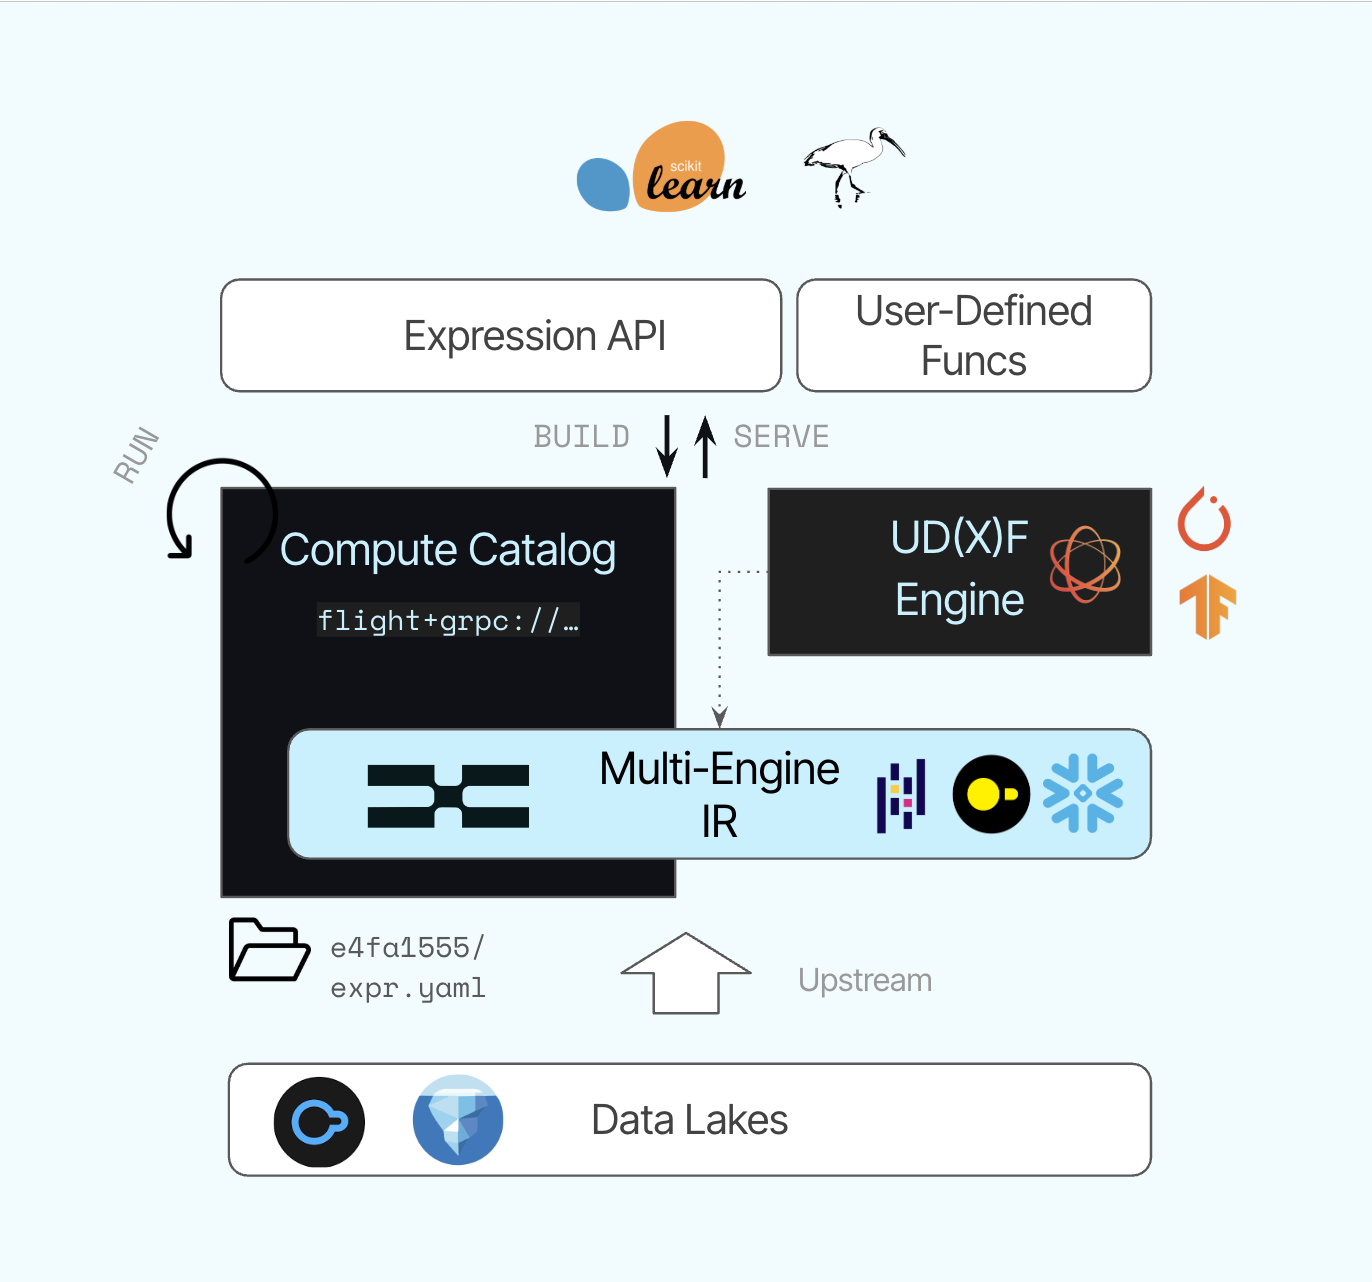 scikit
learn
Expression API
User-Defined
Funcs
RUN
BUILD
SERVE
Compute Catalog
flight+grpc://…
UD(X)F
Engine
Multi-Engine
IR
e4fa1555/
expr.yaml
Upstream
Data Lakes